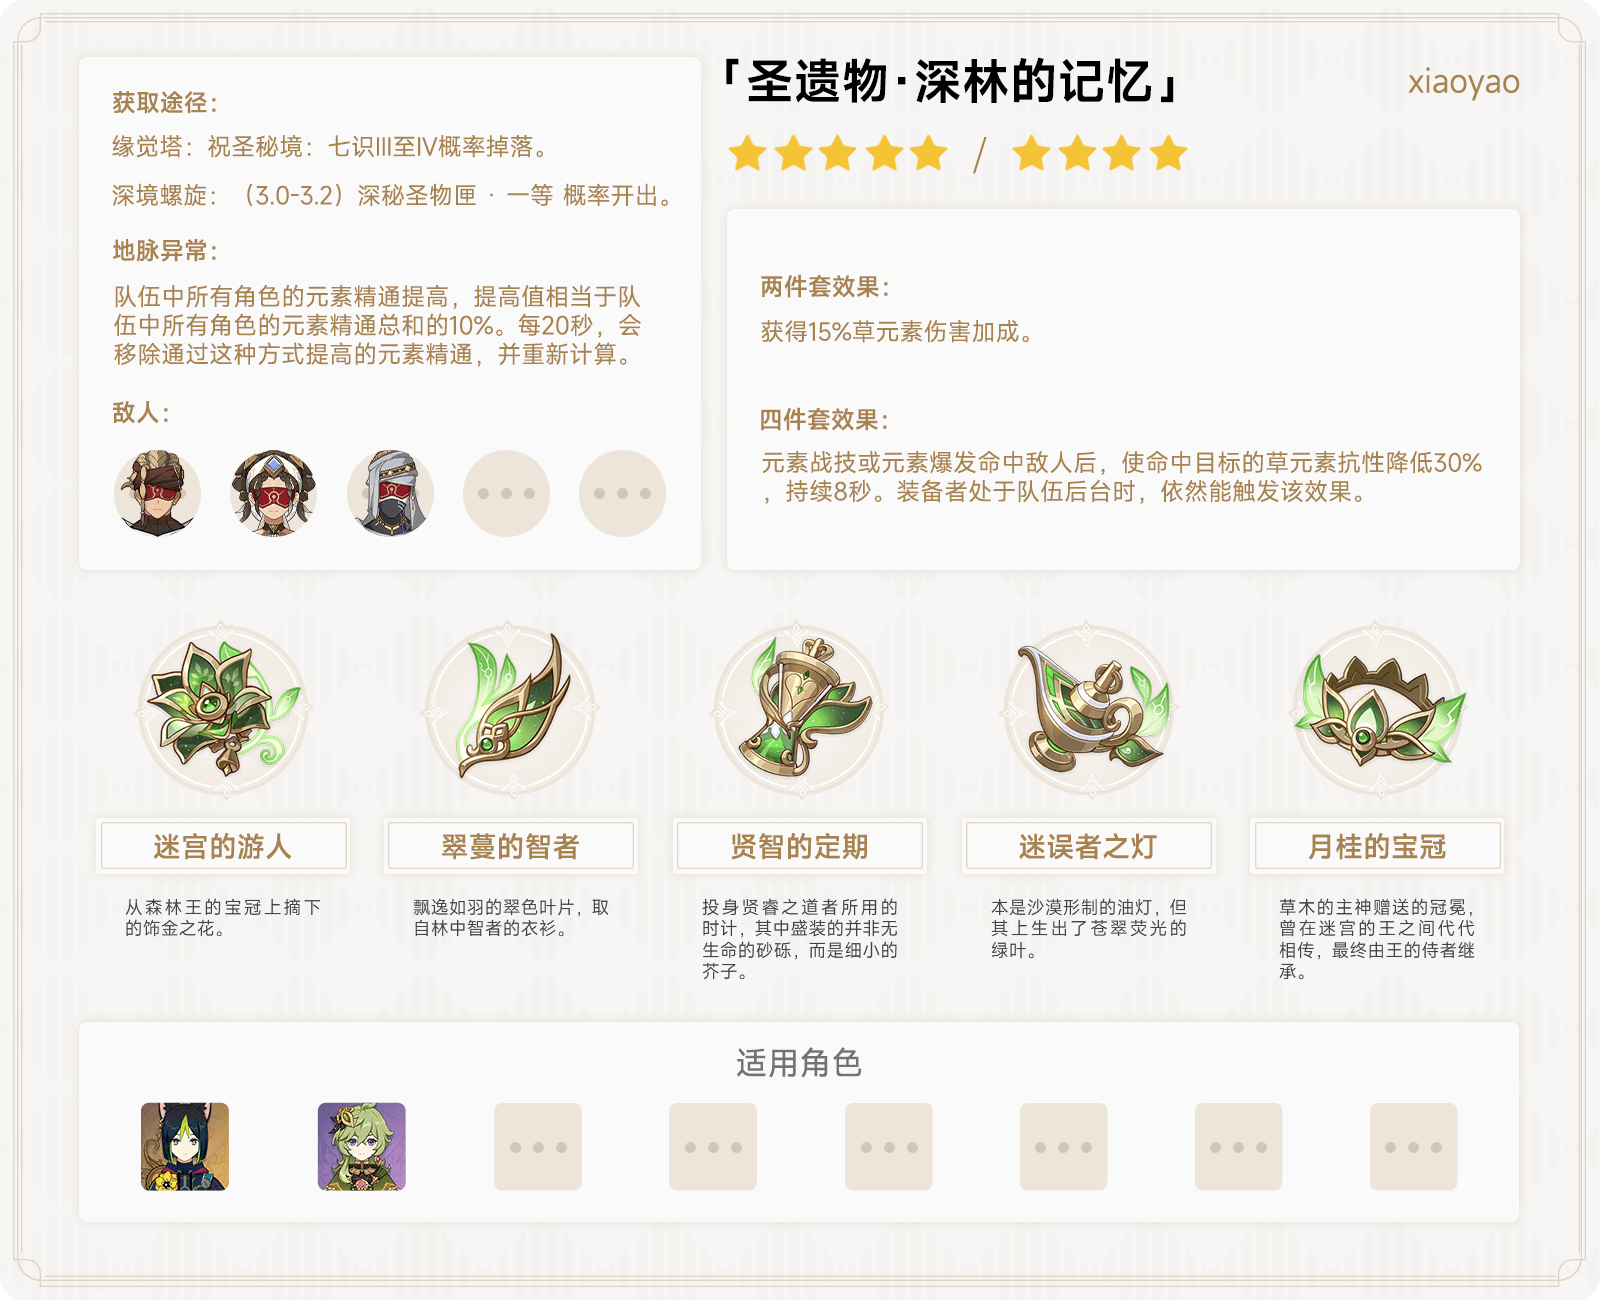 「圣遗物·深林的记忆」
xiaoyao
获取途径：
缘觉塔：祝圣秘境：七识III至IV概率掉落。
深境螺旋：（3.0-3.2）深秘圣物匣 · 一等 概率开出。
地脉异常：
队伍中所有角色的元素精通提高，提高值相当于队
伍中所有角色的元素精通总和的10%。每20秒，会
移除通过这种方式提高的元素精通，并重新计算。
敌人：
/
两件套效果：
获得15%草元素伤害加成。
四件套效果：
元素战技或元素爆发命中敌人后，使命中目标的草元素抗性降低30%
，持续8秒。装备者处于队伍后台时，依然能触发该效果。
迷宫的游人
从森林王的宝冠上摘下
的饰金之花。
翠蔓的智者
飘逸如羽的翠色叶片，取
自林中智者的衣衫。
贤智的定期
投身贤睿之道者所用的
时计，其中盛装的并非无
生命的砂砾，而是细小的
芥子。
迷误者之灯
本是沙漠形制的油灯，但
其上生出了苍翠荧光的
绿叶。
月桂的宝冠
草木的主神赠送的冠冕，
曾在迷宫的王之间代代
相传，最终由王的侍者继
承。
适用角色